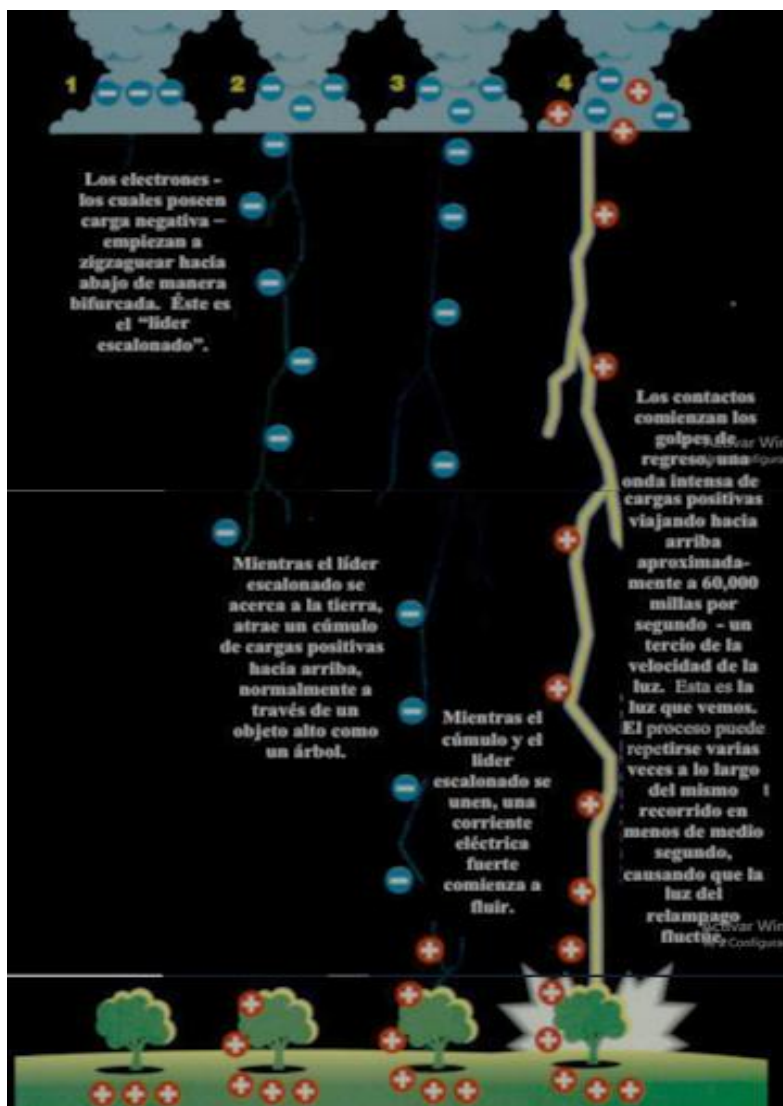 1
2
3
4
Los electrones -
los cuales poseen
carga negativa –
empiezan a
zigzaguear hacia
abajo de manera
bifurcada. Éste es
el “lider
escalonado”.
Mientras el líder
escalonado se
acerca a la tierra,
atrae un cúmulo
de cargas positivas
hacia arriba,
normalmente a
través de un
objeto alto como
un árbol.
Mientras el
cúmulo y el
lider
escalonado se
unen, una
corriente
eléctrica
fuerte
comienza a
fluir.
Los contactos
comienzan los
golpes de
regreso, una
onda intensa de
cargas positivas
viajando hacia
arriba
aproximada-
mente a 60,000
millas por
segundo - un
tercio de la
velocidad de la
luz. Esta es la
luz que vemos.
El proceso puede
repetirse varias
veces a lo largo
del mismo
recorrido en
menos de medio
segundo,
causando que la
luz del
relampago
fluctúe.